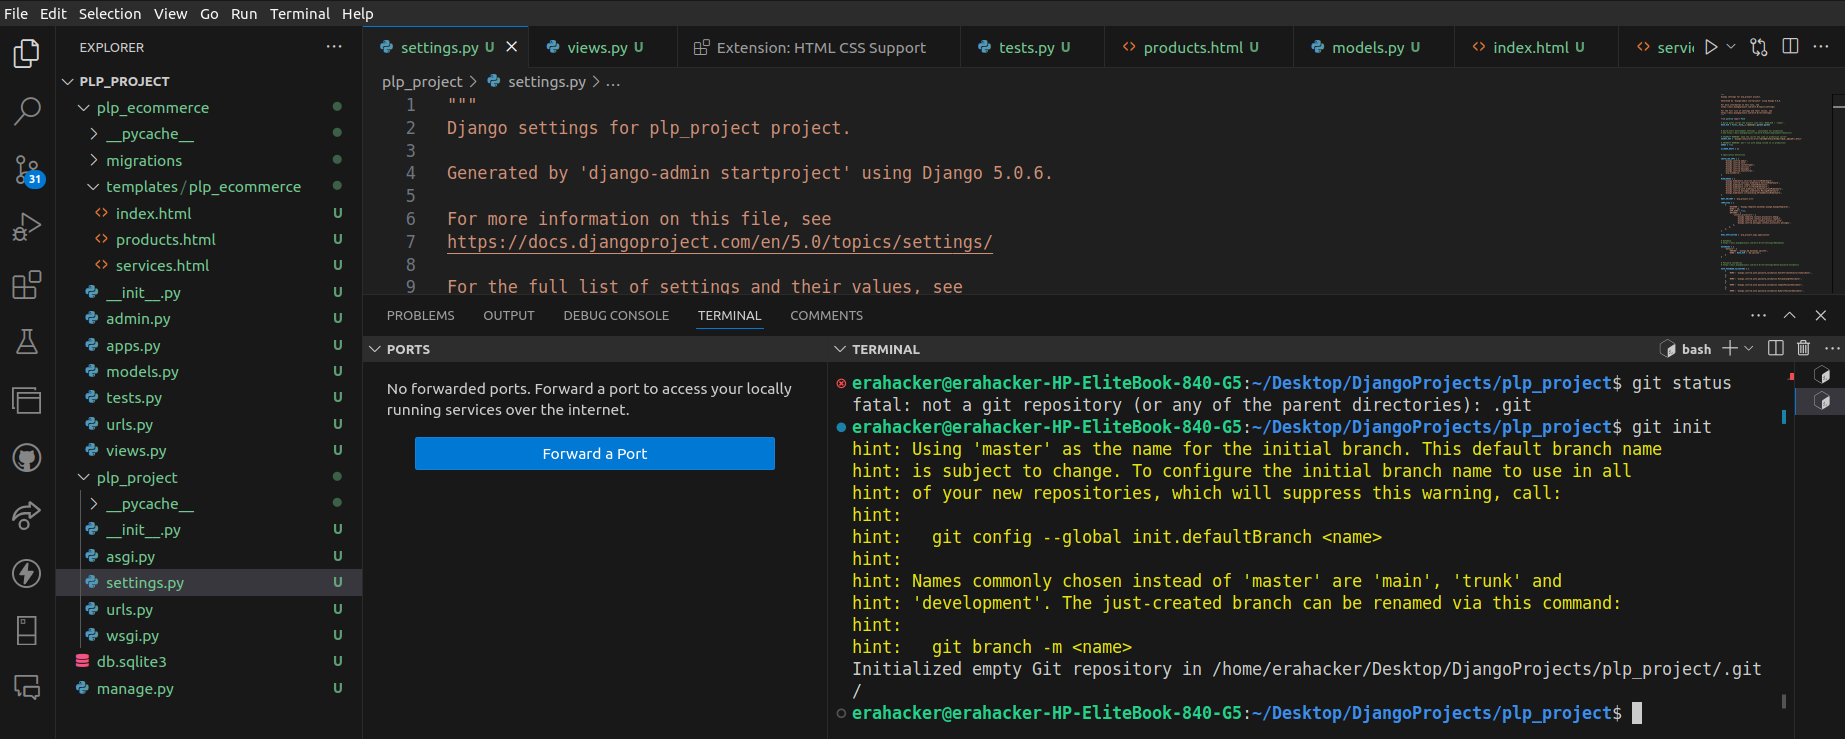 File Edit Selection View Go Run Terminal Help
EXPLORER
PLP_PROJECT
plp_ecommerce
__pycache__
migrations
templates/plp_ecommerce
index.html U
products.html U
services.html U
__init__.py U
admin.py U
apps.py U
models.py U
tests.py U
urls.py U
views.py U
plp_project
__pycache__
__init__.py U
asgi.py U
settings.py U
urls.py U
wsgi.py U
db.sqlite3 U
manage.py U
31
settings.py U
views.py U
Extension: HTML CSS Support
tests.py U
products.html U
models.py U
index.html U
servi
plp_project > settings.py > ...
1 """
2 Django settings for plp_project project.
3
4 Generated by 'django-admin startproject' using Django 5.0.6.
5
6 For more information on this file, see
7 https://docs.djangoproject.com/en/5.0/topics/settings/
8
9 For the full list of settings and their values, see
PROBLEMS OUTPUT DEBUG CONSOLE TERMINAL COMMENTS
PORTS
No forwarded ports. Forward a port to access your locally
running services over the internet.
Forward a Port
TERMINAL
bash
erahacker@erahacker-HP-EliteBook-840-G5:~/Desktop/DjangoProjects/plp_project$ git status
fatal: not a git repository (or any of the parent directories): .git
erahacker@erahacker-HP-EliteBook-840-G5:~/Desktop/DjangoProjects/plp_project$ git init
hint: Using 'master' as the name for the initial branch. This default branch name
hint: is subject to change. To configure the initial branch name to use in all
hint: of your new repositories, which will suppress this warning, call:
hint:
hint:   git config --global init.defaultBranch <name>
hint:
hint: Names commonly chosen instead of 'master' are 'main', 'trunk' and
hint: 'development'. The just-created branch can be renamed via this command:
hint:
hint:   git branch -m <name>
Initialized empty Git repository in /home/erahacker/Desktop/DjangoProjects/plp_project/.git
/
erahacker@erahacker-HP-EliteBook-840-G5:~/Desktop/DjangoProjects/plp_project$